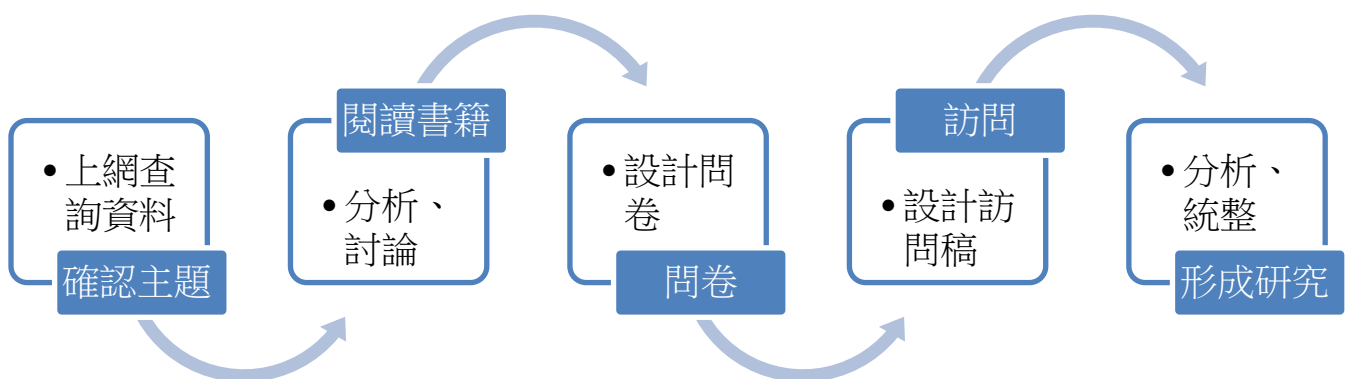 • 上網查
詢資料
確認主題
閱讀書籍
• 分析、
討論
• 設計問
卷
問卷
訪問
• 設計訪
問稿
• 分析、
統整
形成研究